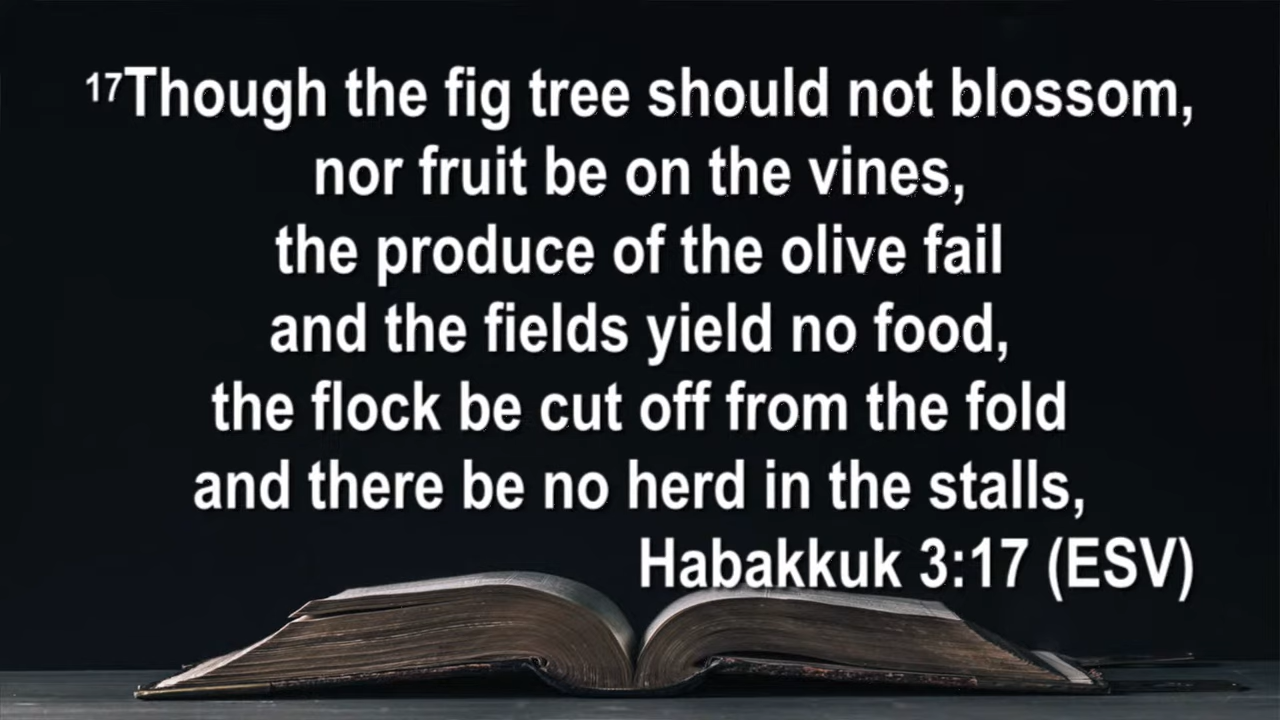 17Though the fig tree should not blossom,
nor fruit be on the vines,
the produce of the olive fail
and the fields yield no food,
the flock be cut off from the fold
and there be no herd in the stalls,
Habakkuk 3:17 (ESV)